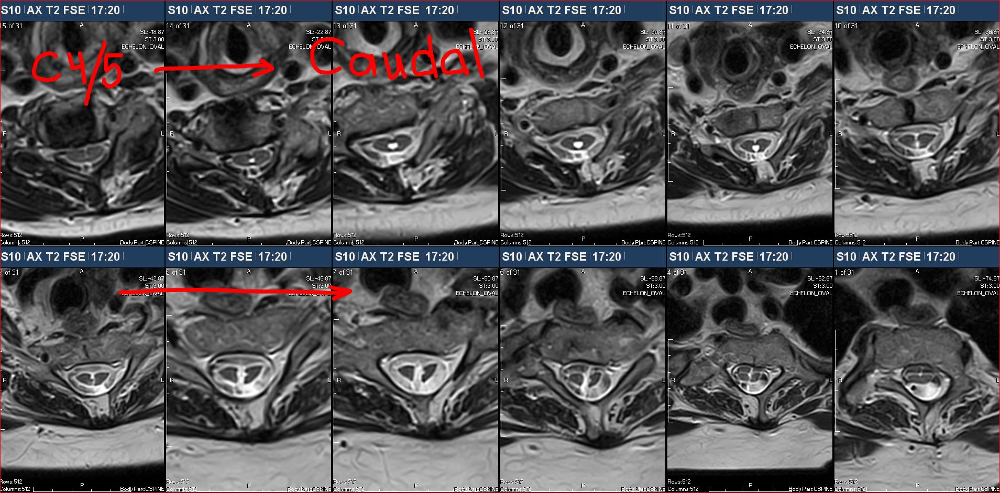 S10 AX T2 FSE 17:20
15 of 31
A
SL:-18.87
ST:3.00
ECHELON_OVAL
C4/5
R
Rows:512
Columns:512
P
Body Part:CSPINE
S10 AX T2 FSE 17:20
14 of 31
A
SL:-22.87
ST:3.00
ECHELON_OVAL
Caudal
R
L
Rows:512
Columns:512
P
Body Part:CSPINE
S10 AX T2 FSE 17:20
13 of 31
A
SL:-26.87
ST:3.00
ECHELON_OVAL
R
L
Rows:512
Columns:512
P
Body Part:CSPINE
S10 AX T2 FSE 17:20
12 of 31
A
SL:-30.87
ST:3.00
ECHELON_OVAL
R
L
Rows:512
Columns:512
P
Body Part:CSPINE
S10 AX T2 FSE 17:20
11 of 31
A
SL:-34.87
ST:3.00
ECHELON_OVAL
R
L
Rows:512
Columns:512
P
Body Part:CSPINE
S10 AX T2 FSE 17:20
10 of 31
A
SL:-38.87
ST:3.00
ECHELON_OVAL
R
L
Rows:512
Columns:512
P
Body Part:CSPINE
S10 AX T2 FSE 17:20
9 of 31
A
SL:-42.87
ST:3.00
ECHELON_OVAL
R
L
Rows:512
Columns:512
P
Body Part:CSPINE
S10 AX T2 FSE 17:20
8 of 31
A
SL:-46.87
ST:3.00
ECHELON_OVAL
R
L
Rows:512
Columns:512
P
Body Part:CSPINE
S10 AX T2 FSE 17:20
7 of 31
A
SL:-50.87
ST:3.00
ECHELON_OVAL
R
L
Rows:512
Columns:512
P
Body Part:CSPINE
S10 AX T2 FSE 17:20
5 of 31
A
SL:-58.87
ST:3.00
ECHELON_OVAL
R
L
Rows:512
Columns:512
P
Body Part:CSPINE
S10 AX T2 FSE 17:20
4 of 31
A
SL:-62.87
ST:3.00
ECHELON_OVAL
R
L
Rows:512
Columns:512
P
Body Part:CSPINE
S10 AX T2 FSE 17:20
1 of 31
A
SL:-74.87
ST:3.00
ECHELON_OVAL
R
L
Rows:512
Columns:512
P
Body Part:CSPINE